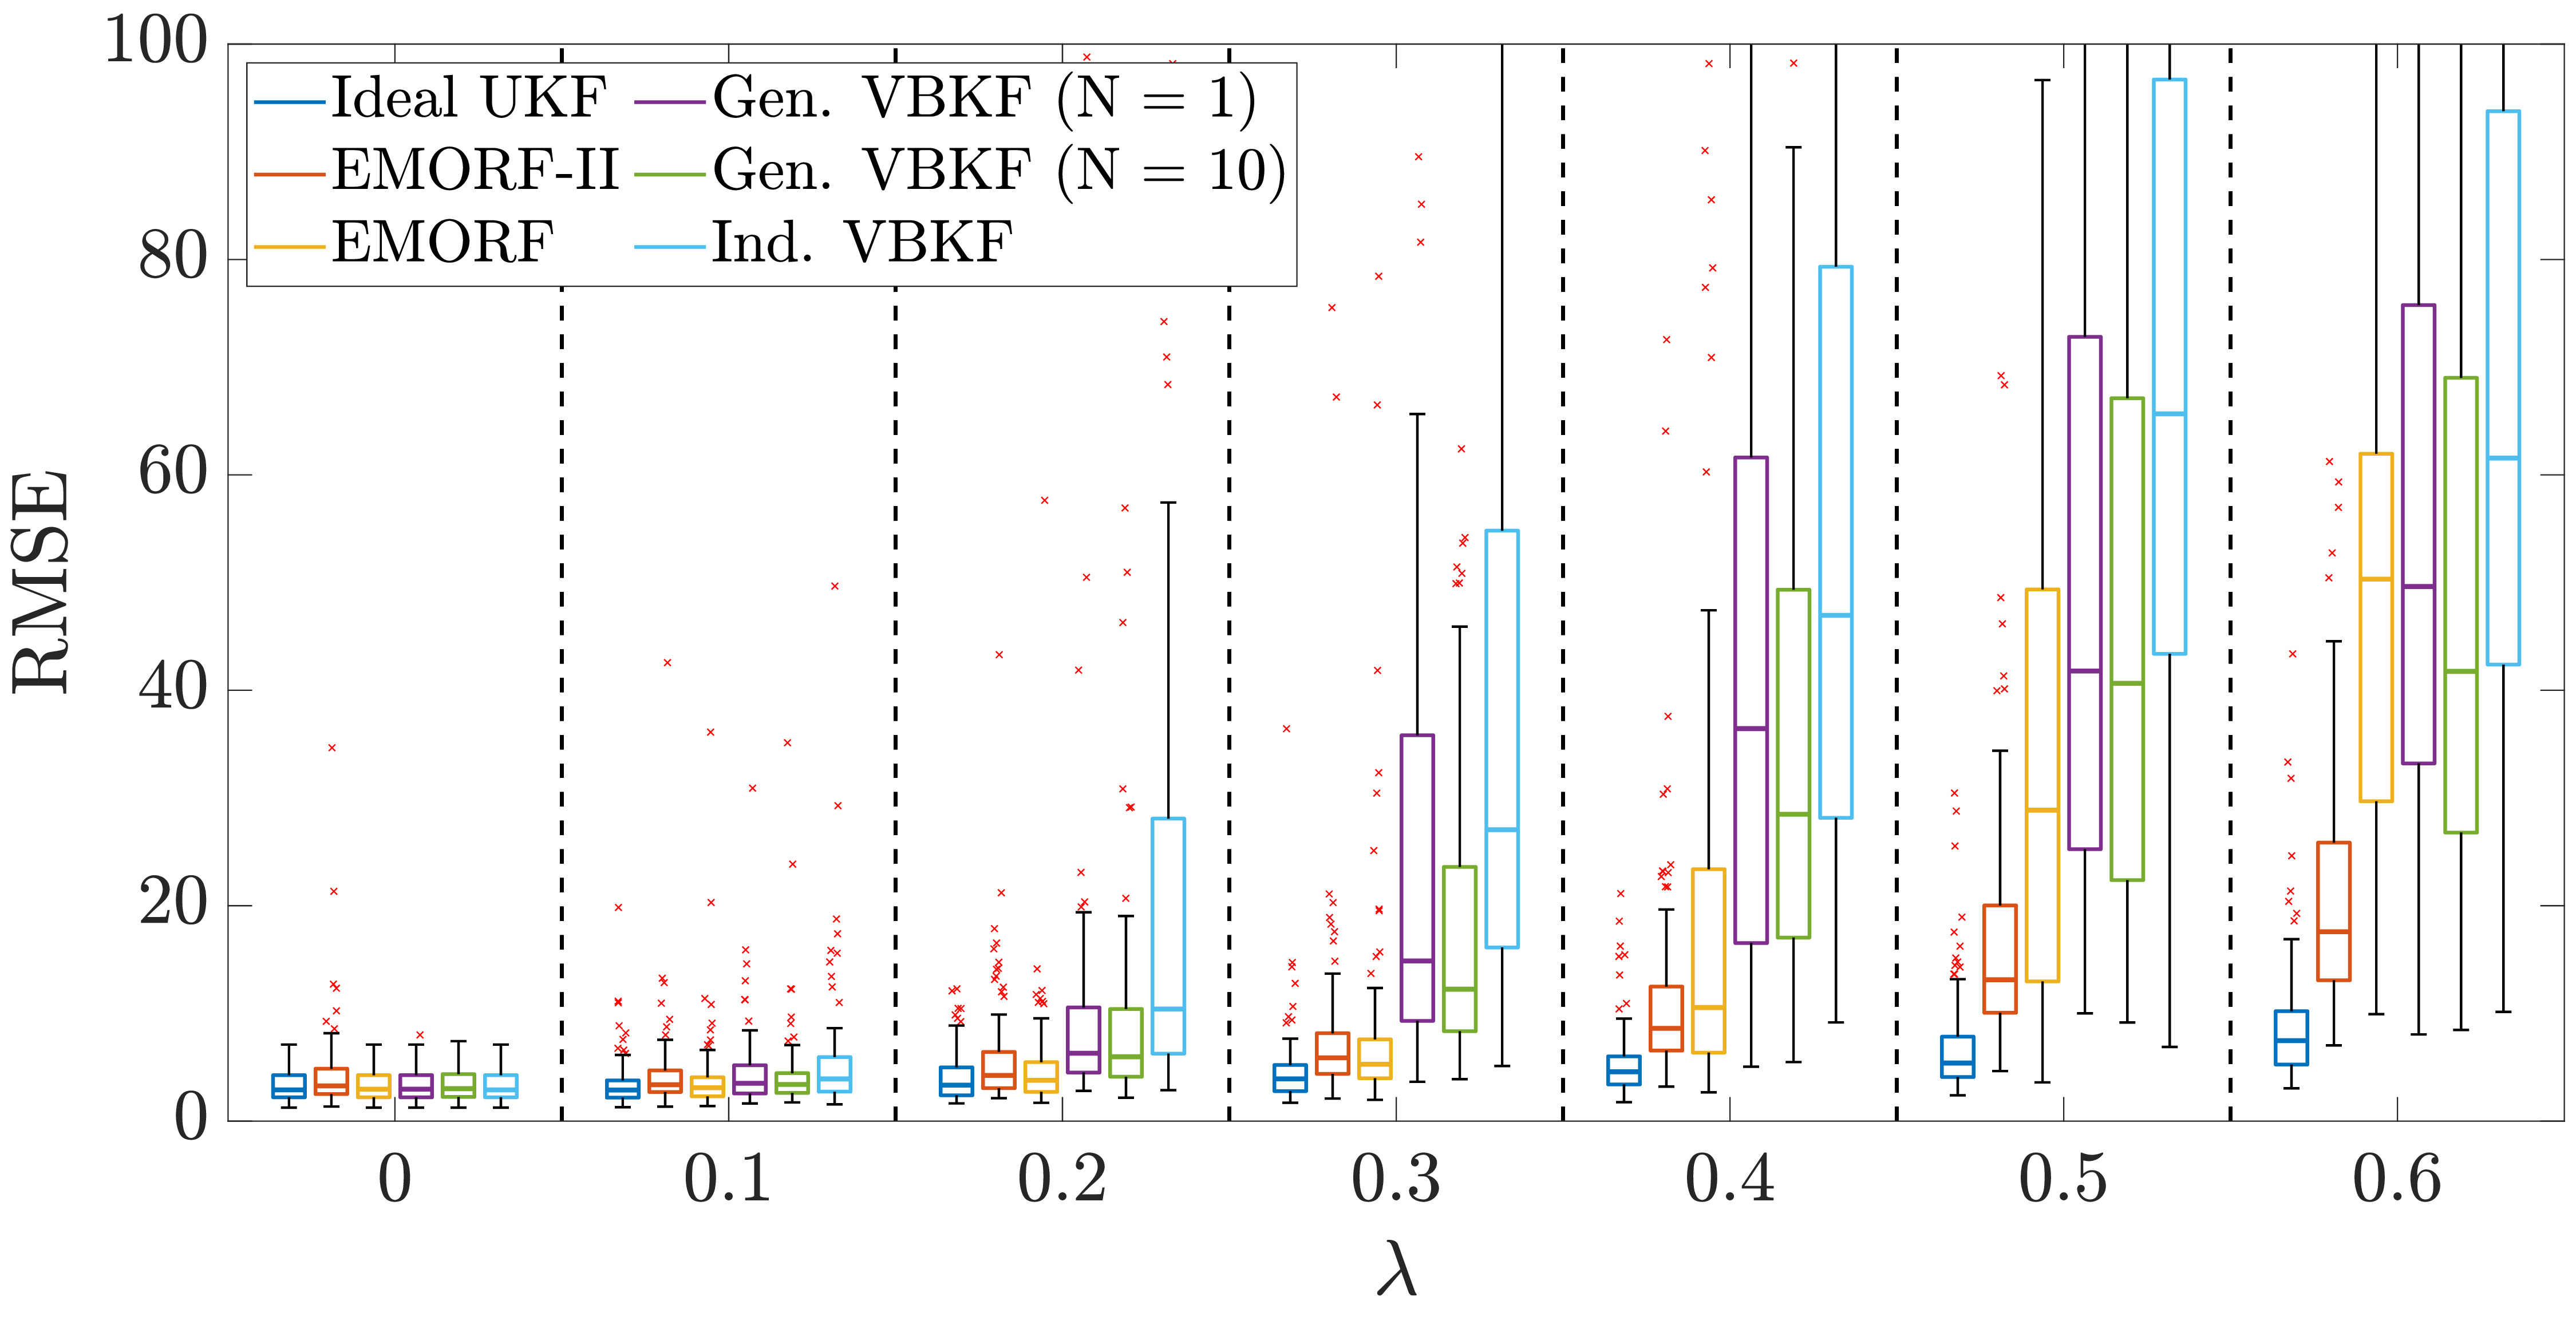 100
80
60
40
20
0
RMSE
Ideal UKF
EMORF-II
EMORF
Gen. VBKF (N = 1)
Gen. VBKF (N = 10)
Ind. VBKF
0 0.1 0.2 0.3 0.4 0.5 0.6
λ